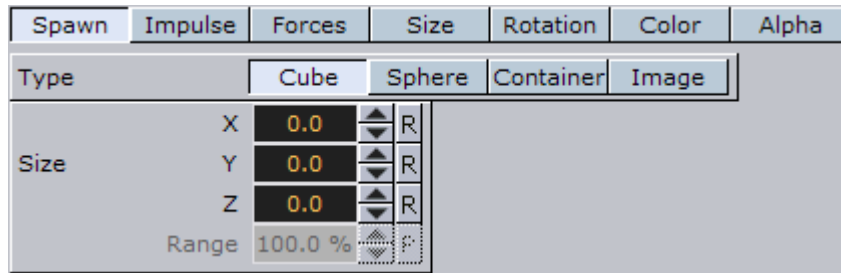 Spawn Impulse Forces Size Rotation Color Alpha
Type Cube Sphere Container Image
X 0.0 R
Size Y 0.0 R
Z 0.0 R
Range 100.0 % R